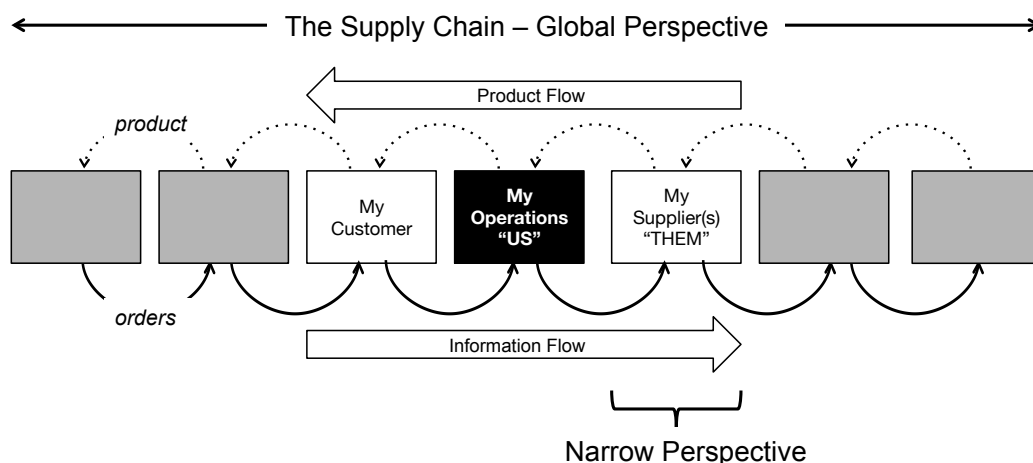 The Supply Chain – Global Perspective
Product Flow
product
My
Customer
My
Operations
“US”
My
Supplier(s)
“THEM”
orders
Information Flow
Narrow Perspective